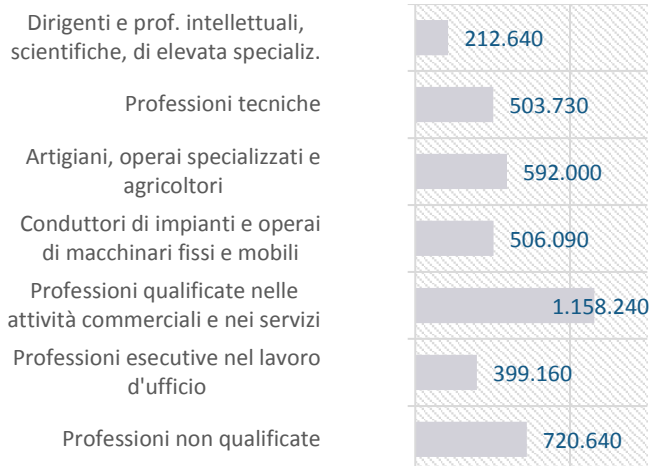 Dirigenti e prof. intellettuali,
scientifiche, di elevata specializ.
212.640
Professioni tecniche
503.730
Artigiani, operai specializzati e
agricoltori
592.000
Conduttori di impianti e operai
di macchinari fissi e mobili
506.090
Professioni qualificate nelle
attività commerciali e nei servizi
1.158.240
Professioni esecutive nel lavoro
d'ufficio
399.160
Professioni non qualificate
720.640